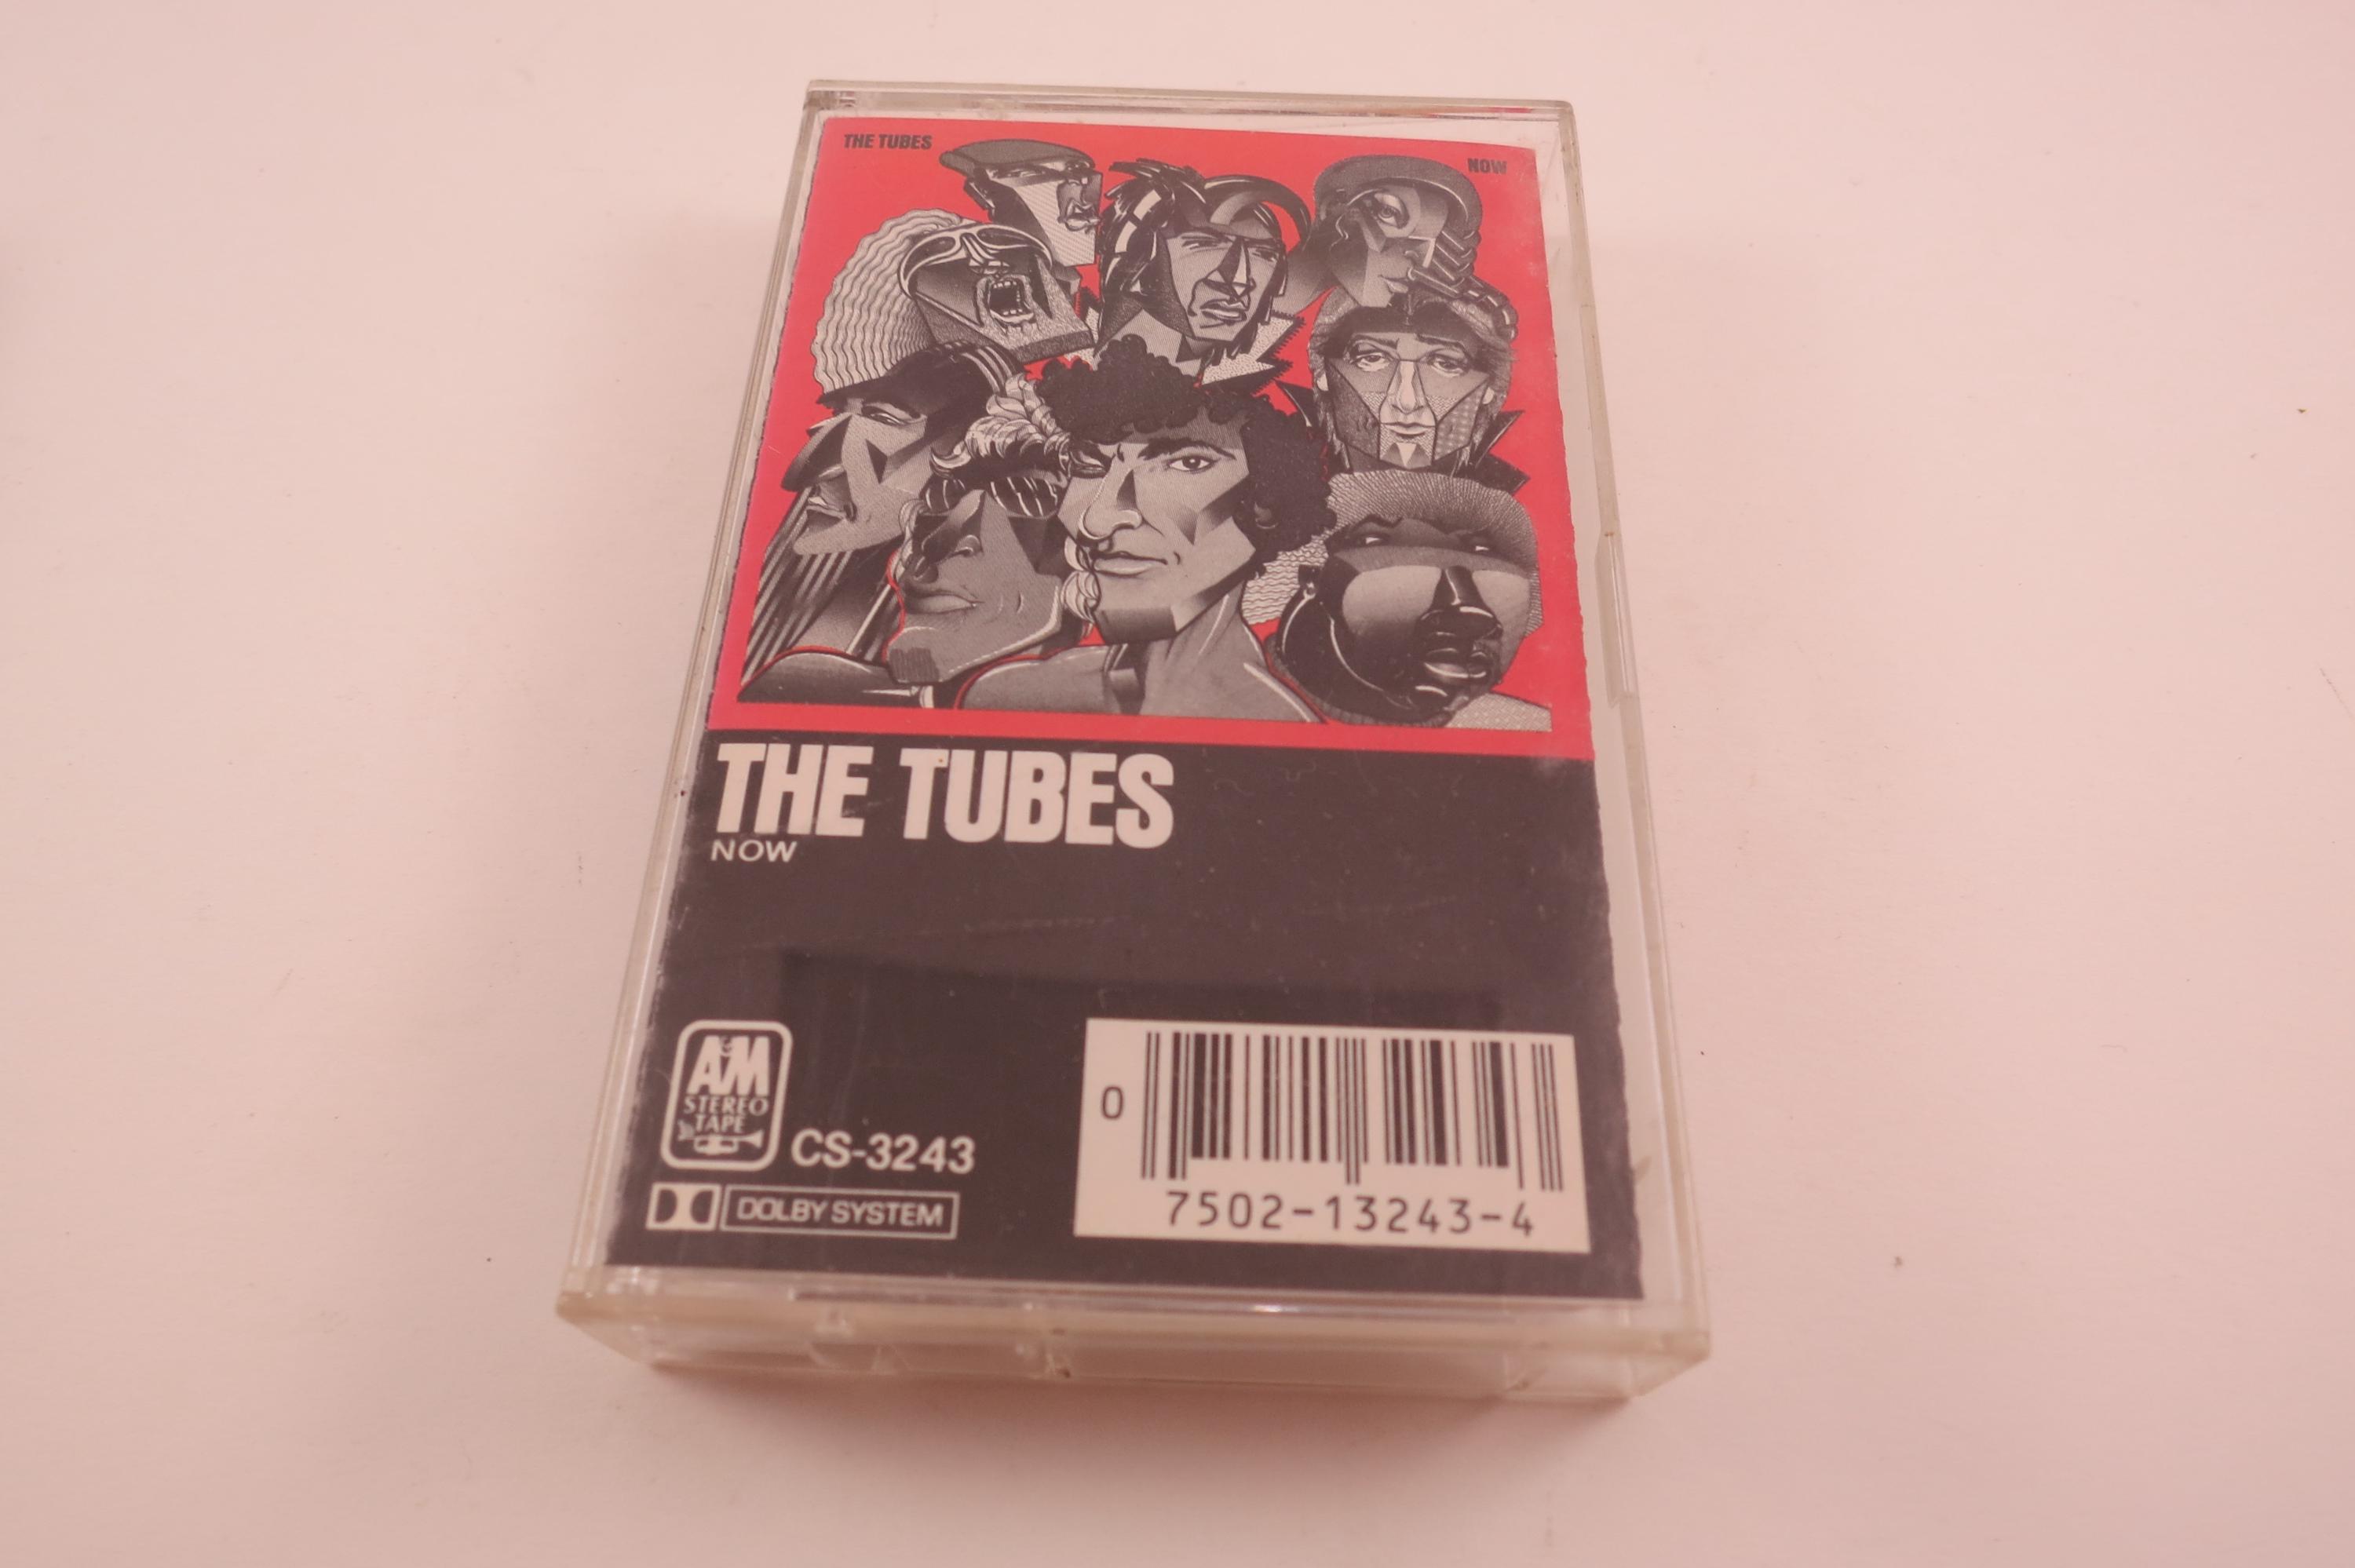 THE TUBES
NOW
THE TUBES
NOW
A&M
STEREO
TAPE
CS-3243
DOLBY SYSTEM
0
7502-13243-4